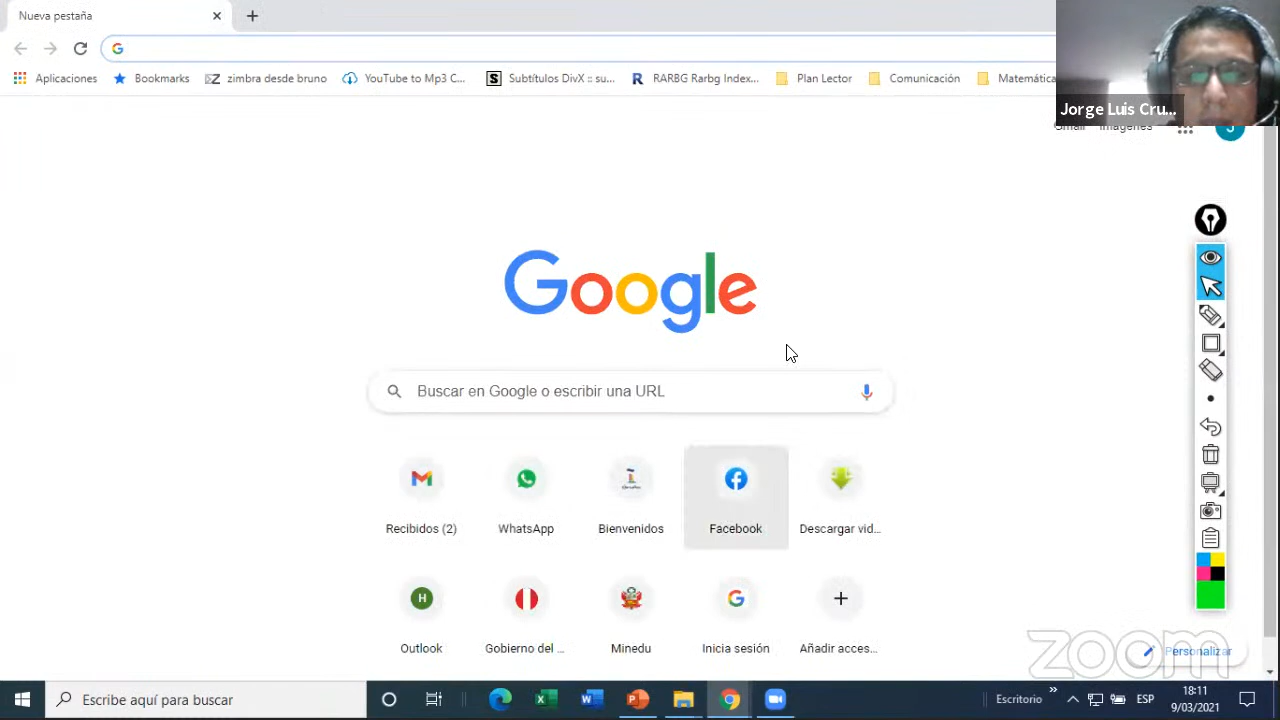 Nueva pestaña
Aplicaciones Bookmarks zimbra desde bruno YouTube to Mp3 C... Subtítulos DivX :: su... RARBG Rarbg Index... Plan Lector Comunicación Matemática
Jorge Luis Cru...
Gmail Imágenes
Google
Buscar en Google o escribir una URL
Recibidos (2) WhatsApp Bienvenidos Facebook Descargar vid...
H
Outlook Gobierno del ... Minedu Inicia sesión Añadir acces...
zoom
Personalizar
Escribe aquí para buscar
Escritorio
ESP
18:11
9/03/2021